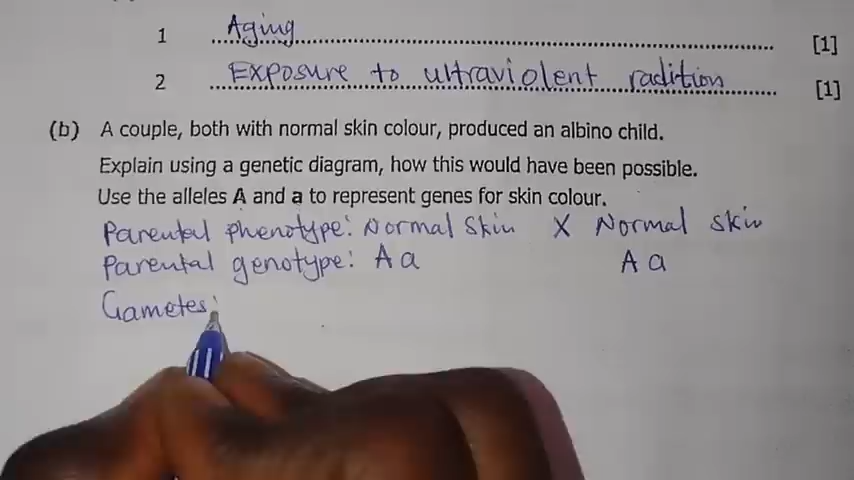 1 Aging [1]
2 Exposure to ultraviolent radition [1]
(b) A couple, both with normal skin colour, produced an albino child.
Explain using a genetic diagram, how this would have been possible.
Use the alleles A and a to represent genes for skin colour.
Parental phenotype: Normal Skin X Normal skin
Parental genotype: A a A a
Gametes: